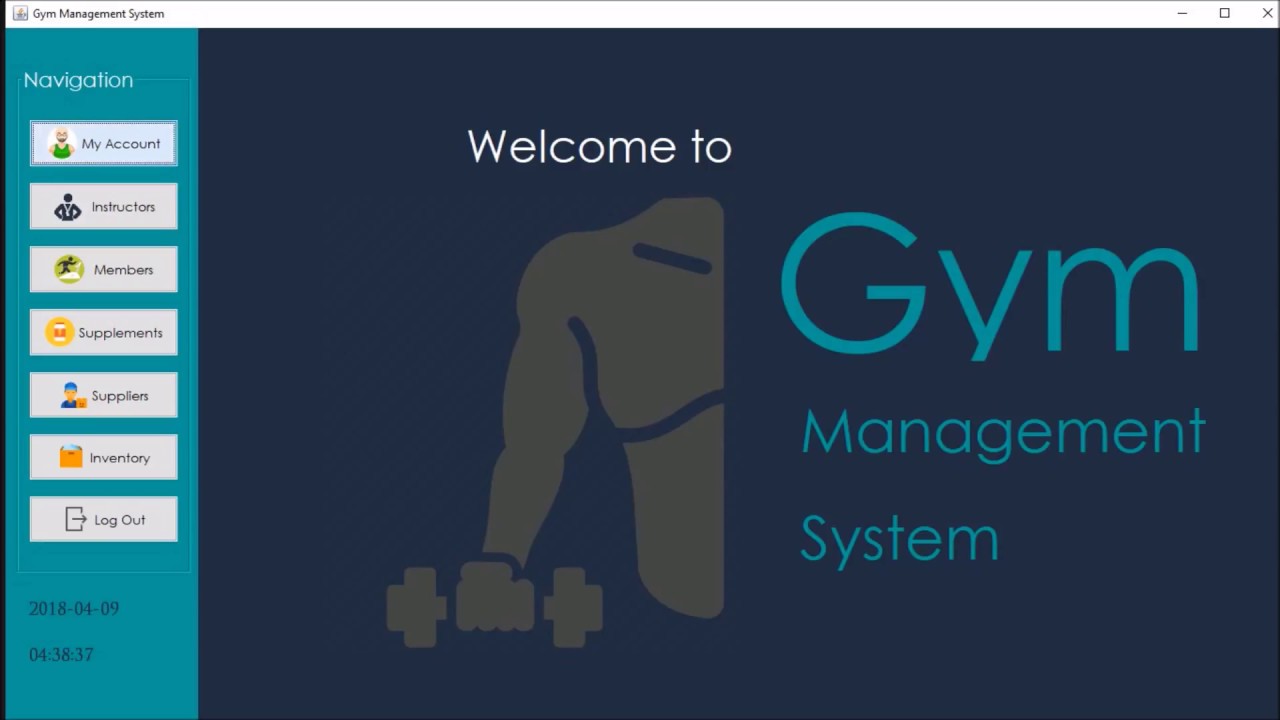 Gym Management System
Navigation
My Account
Instructors
Members
Supplements
Suppliers
Inventory
Log Out
2018-04-09
04:38:37
Welcome to
Gym
Management
System